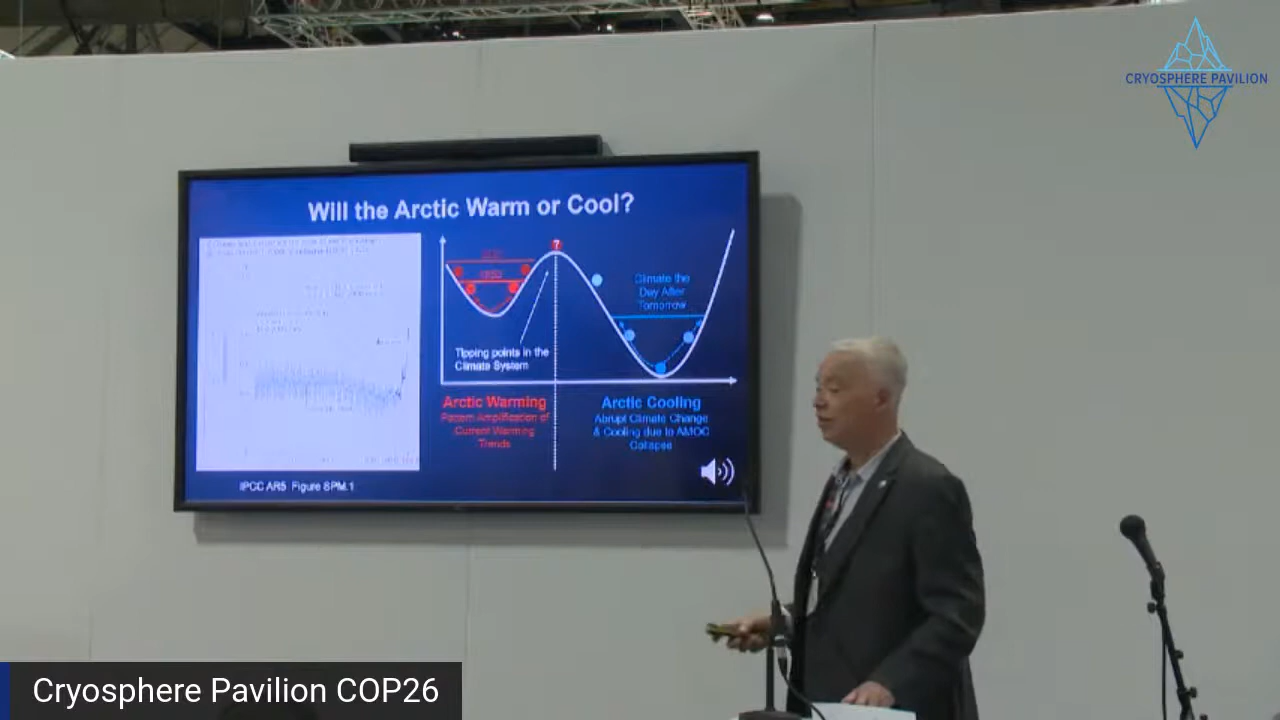 CRYOSPHERE PAVILION
Will the Arctic Warm or Cool?
?
Climate the
Day After
Tomorrow
Tipping points in the
Climate System
Arctic Warming
Pattern Amplification of
Current Warming
Trends
Arctic Cooling
Abrupt Climate Change
& Cooling due to AMOC
Collapse
IPCC AR5 Figure SPM.1
Cryosphere Pavilion COP26